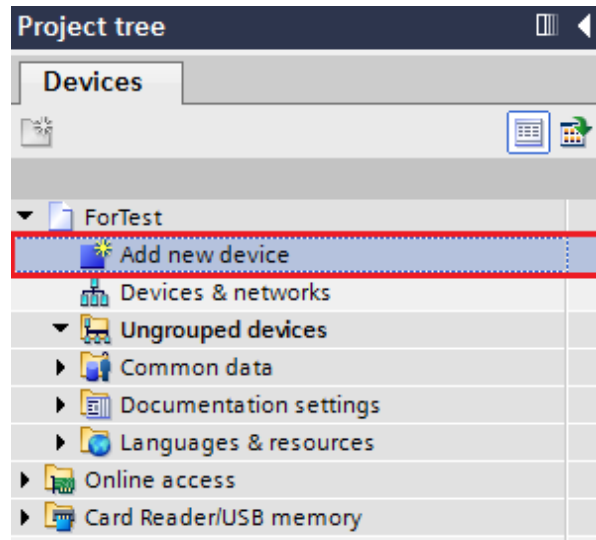 Project tree
Devices
ForTest
Add new device
Devices & networks
Ungrouped devices
Common data
Documentation settings
Languages & resources
Online access
Card Reader/USB memory